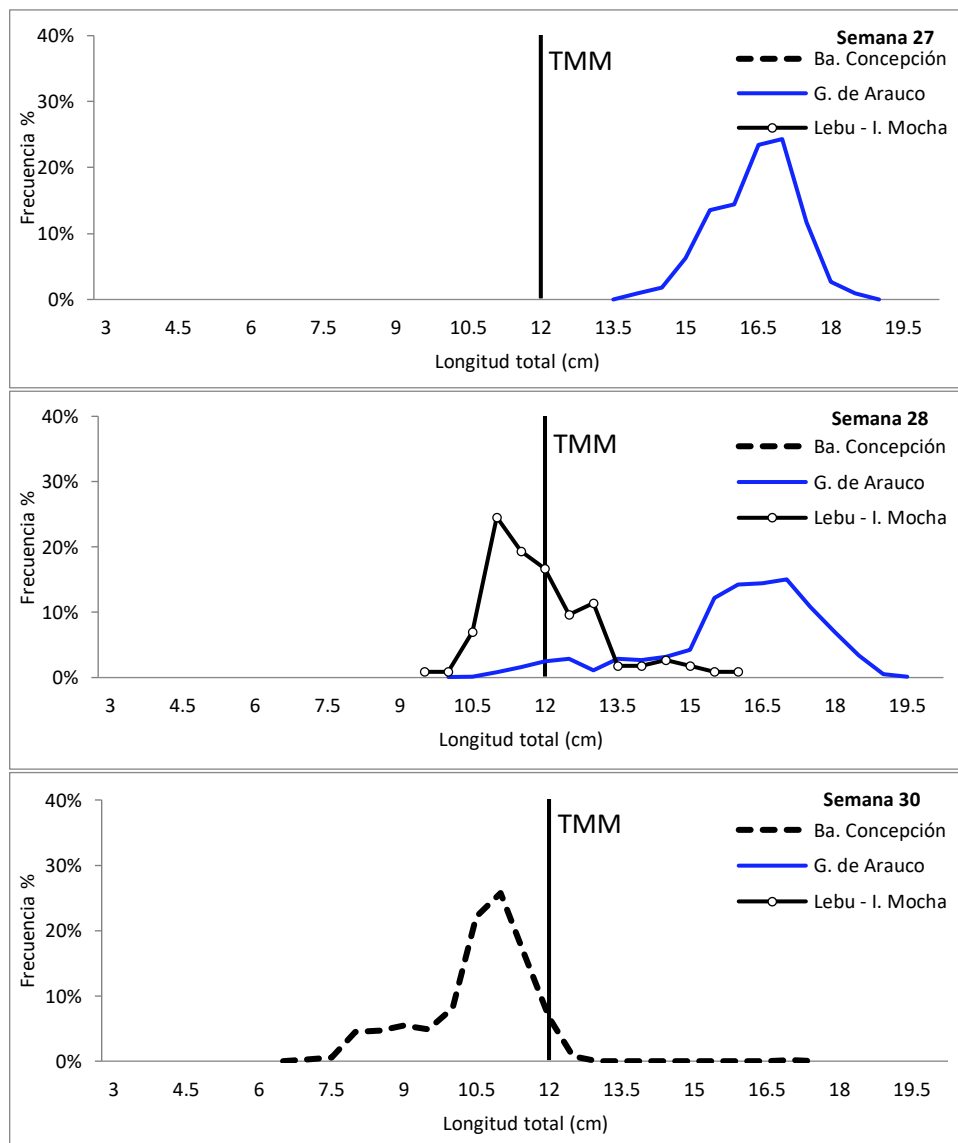 Semana 27
Ba. Concepción
G. de Arauco
Lebu - I. Mocha
TMM
Frecuencia %
40%
30%
20%
10%
0%
3 4.5 6 7.5 9 10.5 12 13.5 15 16.5 18 19.5
Longitud total (cm)
Semana 28
Ba. Concepción
G. de Arauco
Lebu - I. Mocha
TMM
Frecuencia %
40%
30%
20%
10%
0%
3 4.5 6 7.5 9 10.5 12 13.5 15 16.5 18 19.5
Longitud total (cm)
Semana 30
Ba. Concepción
G. de Arauco
Lebu - I. Mocha
TMM
Frecuencia %
40%
30%
20%
10%
0%
3 4.5 6 7.5 9 10.5 12 13.5 15 16.5 18 19.5
Longitud total (cm)